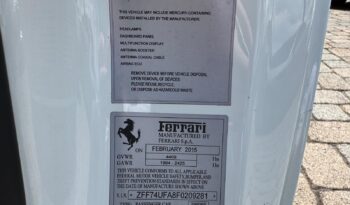 THIS VEHICLE MAY INCLUDE MERCURY-CONTAINING
DEVICES INSTALLED BY THE MANUFACTURER:
HEADLAMPS
DASHBOARD PANEL
MULTIFUNCTION DISPLAY
ANTENNA BOOSTER
ANTENNA COAXIAL CABLE
AIRBAG ECU
REMOVE DEVICES BEFORE VEHICLE DISPOSAL
UPON REMOVAL OF DEVICES
PLEASE REUSE, RECYCLE
OR DISPOSE AS HAZARDOUS WASTE
Ferrari
MANUFACTURED BY
FERRARI S.p.A.
ON FEBRUARY 2015
GVWR
GAWR 1984 - 2425
THIS VEHICLE CONFORMS TO ALL APPLICABLE
FEDERAL MOTOR VEHICLE SAFETY, BUMPER, AND
THEFT PREVENTION STANDARDS IN EFFECT
ON THE DATE OF MANUFACTURE SHOWN ABOVE
ZFF74UFA8F0209281